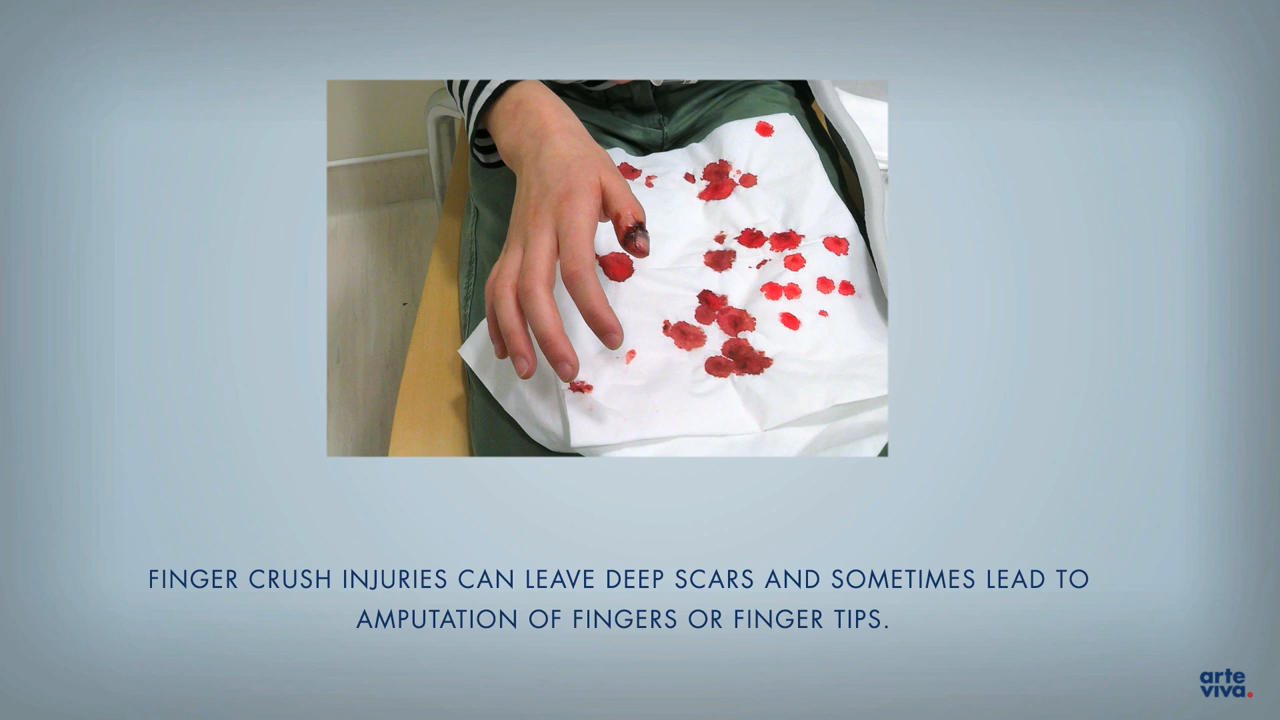 FINGER CRUSH INJURIES CAN LEAVE DEEP SCARS AND SOMETIMES LEAD TO
AMPUTATION OF FINGERS OR FINGER TIPS.
arte
viva.